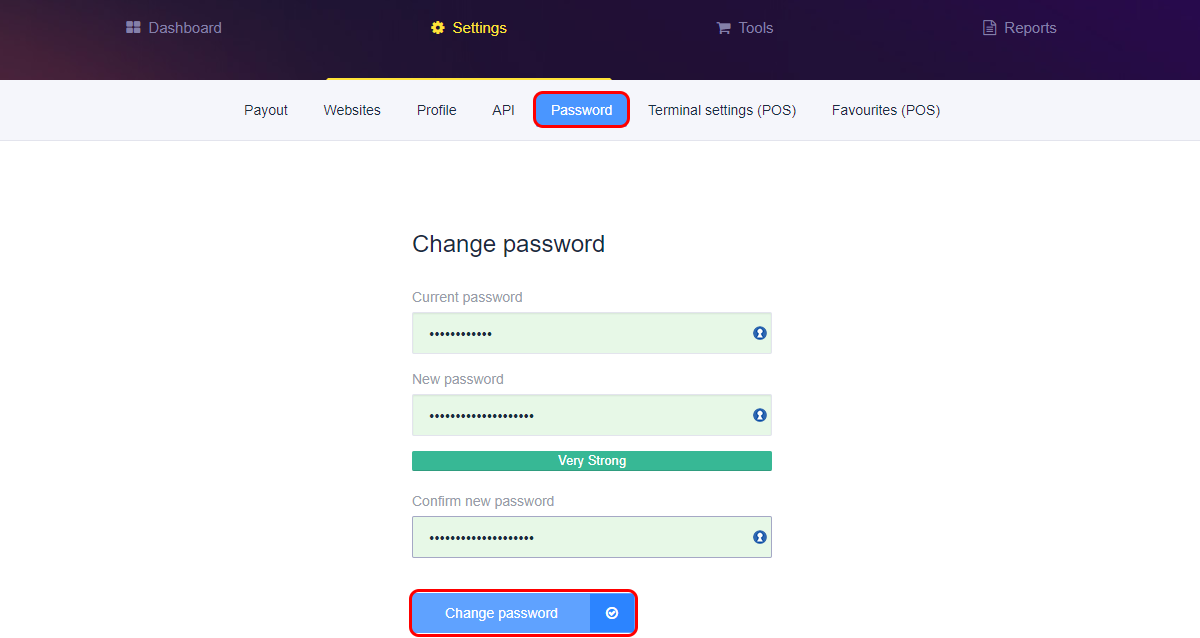 Dashboard Settings Tools Reports
Payout Websites Profile API Password Terminal settings (POS) Favourites (POS)
Change password
Current password
••••••••••••
New password
••••••••••••••••••••
Very Strong
Confirm new password
••••••••••••••••••••
Change password